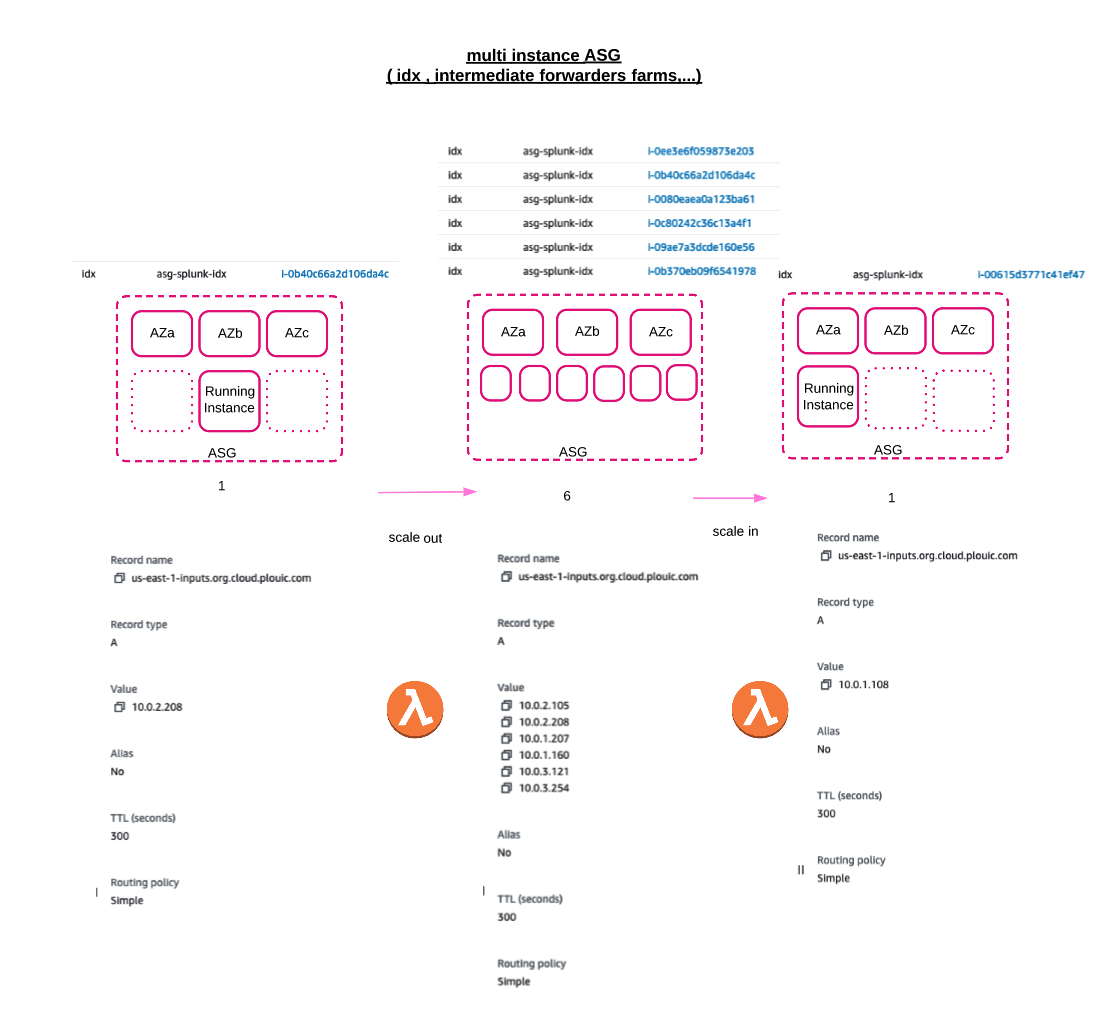 multi instance ASG
( idx , intermediate forwarders farms,...)
idx asg-splunk-idx i-0ee3e6f059873e203
idx asg-splunk-idx i-0b40c66a2d106da4c
idx asg-splunk-idx i-0080eaea0a123ba61
idx asg-splunk-idx i-0c80242c36c13a4f1
idx asg-splunk-idx i-09ae7a3dcde160e56
idx asg-splunk-idx i-0b370eb09f6541978
idx asg-splunk-idx i-0b40c66a2d106da4c
AZa AZb AZc
Running
Instance
ASG
1
AZa AZb AZc
ASG
6
idx asg-splunk-idx i-00615d3771c41ef47
AZa AZb AZc
Running
Instance
ASG
1
scale out
scale in
Record name
us-east-1-inputs.org.cloud.plouic.com
Record type
A
Value
10.0.2.208
Alias
No
TTL (seconds)
300
Routing policy
Simple
Record name
us-east-1-inputs.org.cloud.plouic.com
Record type
A
Value
10.0.2.105
10.0.2.208
10.0.1.207
10.0.1.160
10.0.3.121
10.0.3.254
Alias
No
TTL (seconds)
300
Routing policy
Simple
Record name
us-east-1-inputs.org.cloud.plouic.com
Record type
A
Value
10.0.1.108
Alias
No
TTL (seconds)
300
Routing policy
Simple
λ
λ